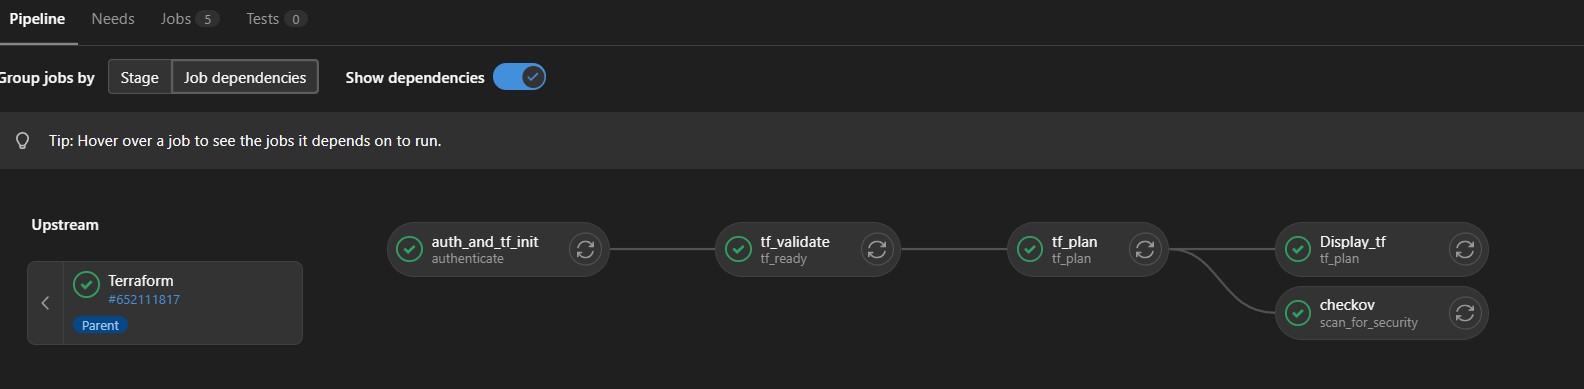 Pipeline Needs Jobs 5 Tests 0
Group jobs by Stage Job dependencies Show dependencies
Tip: Hover over a job to see the jobs it depends on to run.
Upstream
Terraform
#652111817
Parent
auth_and_tf_init
authenticate
tf_validate
tf_ready
tf_plan
tf_plan
Display_tf
tf_plan
checkov
scan_for_security